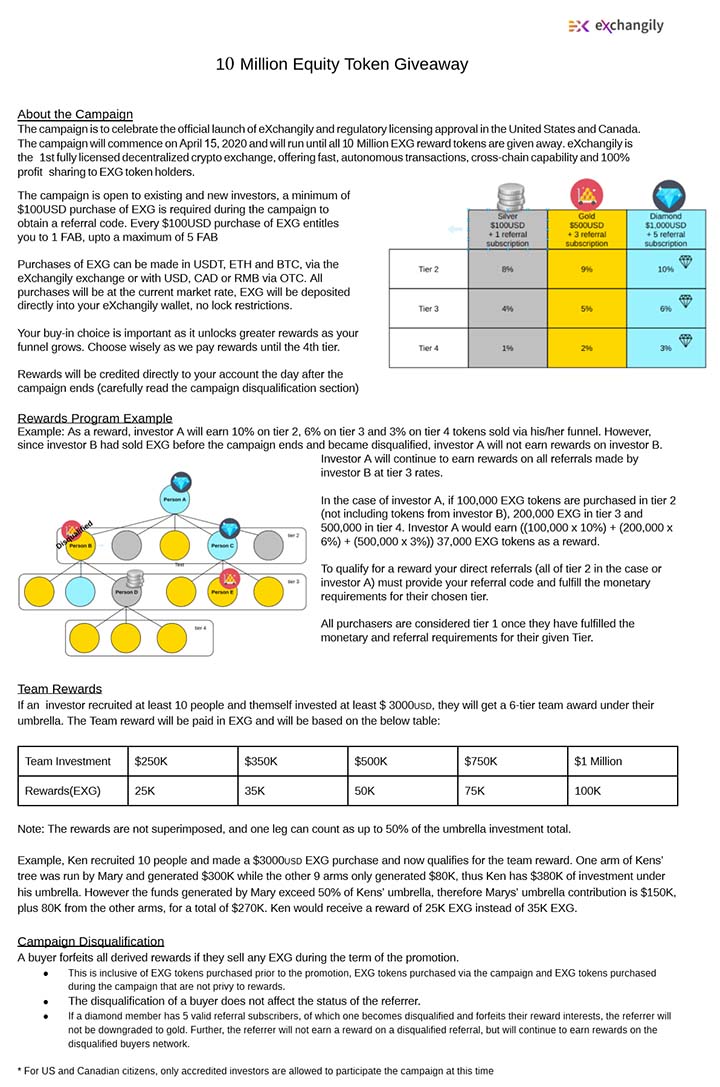 eXchangily
10 Million Equity Token Giveaway
About the Campaign
The campaign is to celebrate the official launch of eXchangily and regulatory licensing approval in the United States and Canada.
The campaign will commence on April 15, 2020 and will run until all 10 Million EXG reward tokens are given away. eXchangily is
the 1st fully licensed decentralized crypto exchange, offering fast, autonomous transactions, cross-chain capability and 100%
profit sharing to EXG token holders.
The campaign is open to existing and new investors, a minimum of
$100USD purchase of EXG is required during the campaign to
obtain a referral code. Every $100USD purchase of EXG entitles
you to 1 FAB, upto a maximum of 5 FAB
Purchases of EXG can be made in USDT, ETH and BTC, via the
eXchangily exchange or with USD, CAD or RMB via OTC. All
purchases will be at the current market rate, EXG will be deposited
directly into your eXchangily wallet, no lock restrictions.
Your buy-in choice is important as it unlocks greater rewards as your
funnel grows. Choose wisely as we pay rewards until the 4th tier.
Rewards will be credited directly to your account the day after the
campaign ends (carefully read the campaign disqualification section)
Silver
$100USD
+ 1 referral
subscription
Gold
$500USD
+ 3 referral
subscription
Diamond
$1,000USD
+ 5 referral
subscription
Tier 2 8% 9% 10%
Tier 3 4% 5% 6%
Tier 4 1% 2% 3%
Rewards Program Example
Example: As a reward, investor A will earn 10% on tier 2, 6% on tier 3 and 3% on tier 4 tokens sold via his/her funnel. However,
since investor B had sold EXG before the campaign ends and became disqualified, investor A will not earn rewards on investor B.
Investor A will continue to earn rewards on all referrals made by
investor B at tier 3 rates.
In the case of investor A, if 100,000 EXG tokens are purchased in tier 2
(not including tokens from investor B), 200,000 EXG in tier 3 and
500,000 in tier 4. Investor A would earn ((100,000 x 10%) + (200,000 x
6%) + (500,000 x 3%)) 37,000 EXG tokens as a reward.
To qualify for a reward your direct referrals (all of tier 2 in the case or
investor A) must provide your referral code and fulfill the monetary
requirements for their chosen tier.
All purchasers are considered tier 1 once they have fulfilled the
monetary and referral requirements for their given Tier.
Person A
Disqualified
Person B
Person C
tier 2
Text
Person D
Person E
tier 3
tier 4
Team Rewards
If an investor recruited at least 10 people and themself invested at least $ 3000USD, they will get a 6-tier team award under their
umbrella. The Team reward will be paid in EXG and will be based on the below table:
Team Investment $250K $350K $500K $750K $1 Million
Rewards(EXG) 25K 35K 50K 75K 100K
Note: The rewards are not superimposed, and one leg can count as up to 50% of the umbrella investment total.
Example, Ken recruited 10 people and made a $3000USD EXG purchase and now qualifies for the team reward. One arm of Kens'
tree was run by Mary and generated $300K while the other 9 arms only generated $80K, thus Ken has $380K of investment under
his umbrella. However the funds generated by Mary exceed 50% of Kens' umbrella, therefore Marys' umbrella contribution is $150K,
plus 80K from the other arms, for a total of $270K. Ken would receive a reward of 25K EXG instead of 35K EXG.
Campaign Disqualification
A buyer forfeits all derived rewards if they sell any EXG during the term of the promotion.
● This is inclusive of EXG tokens purchased prior to the promotion, EXG tokens purchased via the campaign and EXG tokens purchased
during the campaign that are not privy to rewards.
● The disqualification of a buyer does not affect the status of the referrer.
● If a diamond member has 5 valid referral subscribers, of which one becomes disqualified and forfeits their reward interests, the referrer will
not be downgraded to gold. Further, the referrer will not earn a reward on a disqualified referral, but will continue to earn rewards on the
disqualified buyers network.
* For US and Canadian citizens, only accredited investors are allowed to participate the campaign at this time